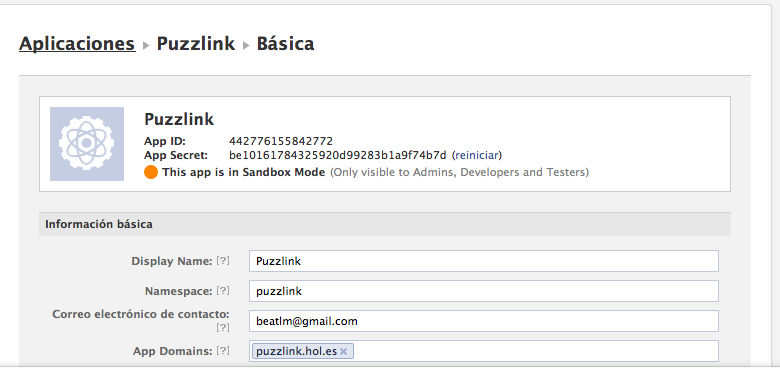 Aplicaciones ▸ Puzzlink ▸ Básica
Puzzlink
App ID: 442776155842772
App Secret: be10161784325920d99283b1a9f74b7d (reiniciar)
This app is in Sandbox Mode (Only visible to Admins, Developers and Testers)
Información básica
Display Name: [?] Puzzlink
Namespace: [?] puzzlink
Correo electrónico de contacto: [?] beatlm@gmail.com
App Domains: [?] puzzlink.hol.es ×